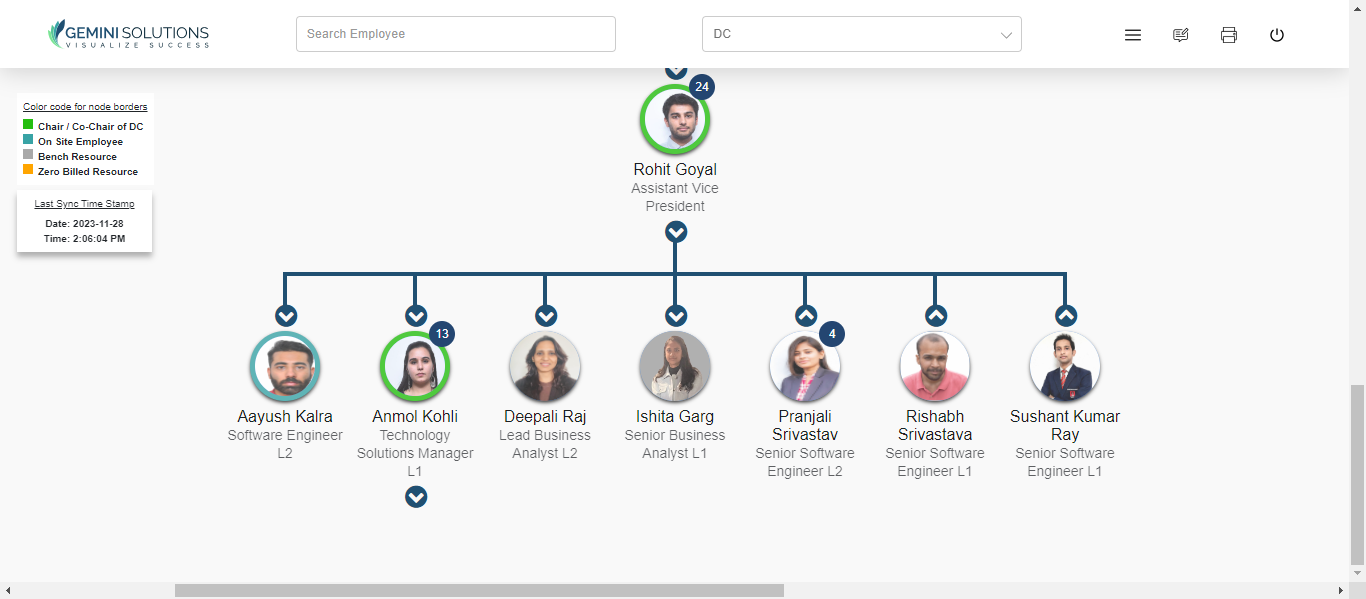 GEMINI SOLUTIONS
VISUALIZE SUCCESS
Search Employee
DC
Color code for node borders
Chair / Co-Chair of DC
On Site Employee
Bench Resource
Zero Billed Resource
Last Sync Time Stamp
Date: 2023-11-28
Time: 2:06:04 PM
24
Rohit Goyal
Assistant Vice
President
Aayush Kalra
Software Engineer
L2
13
Anmol Kohli
Technology
Solutions Manager
L1
Deepali Raj
Lead Business
Analyst L2
Ishita Garg
Senior Business
Analyst L1
4
Pranjali
Srivastav
Senior Software
Engineer L2
Rishabh
Srivastava
Senior Software
Engineer L1
Sushant Kumar
Ray
Senior Software
Engineer L1